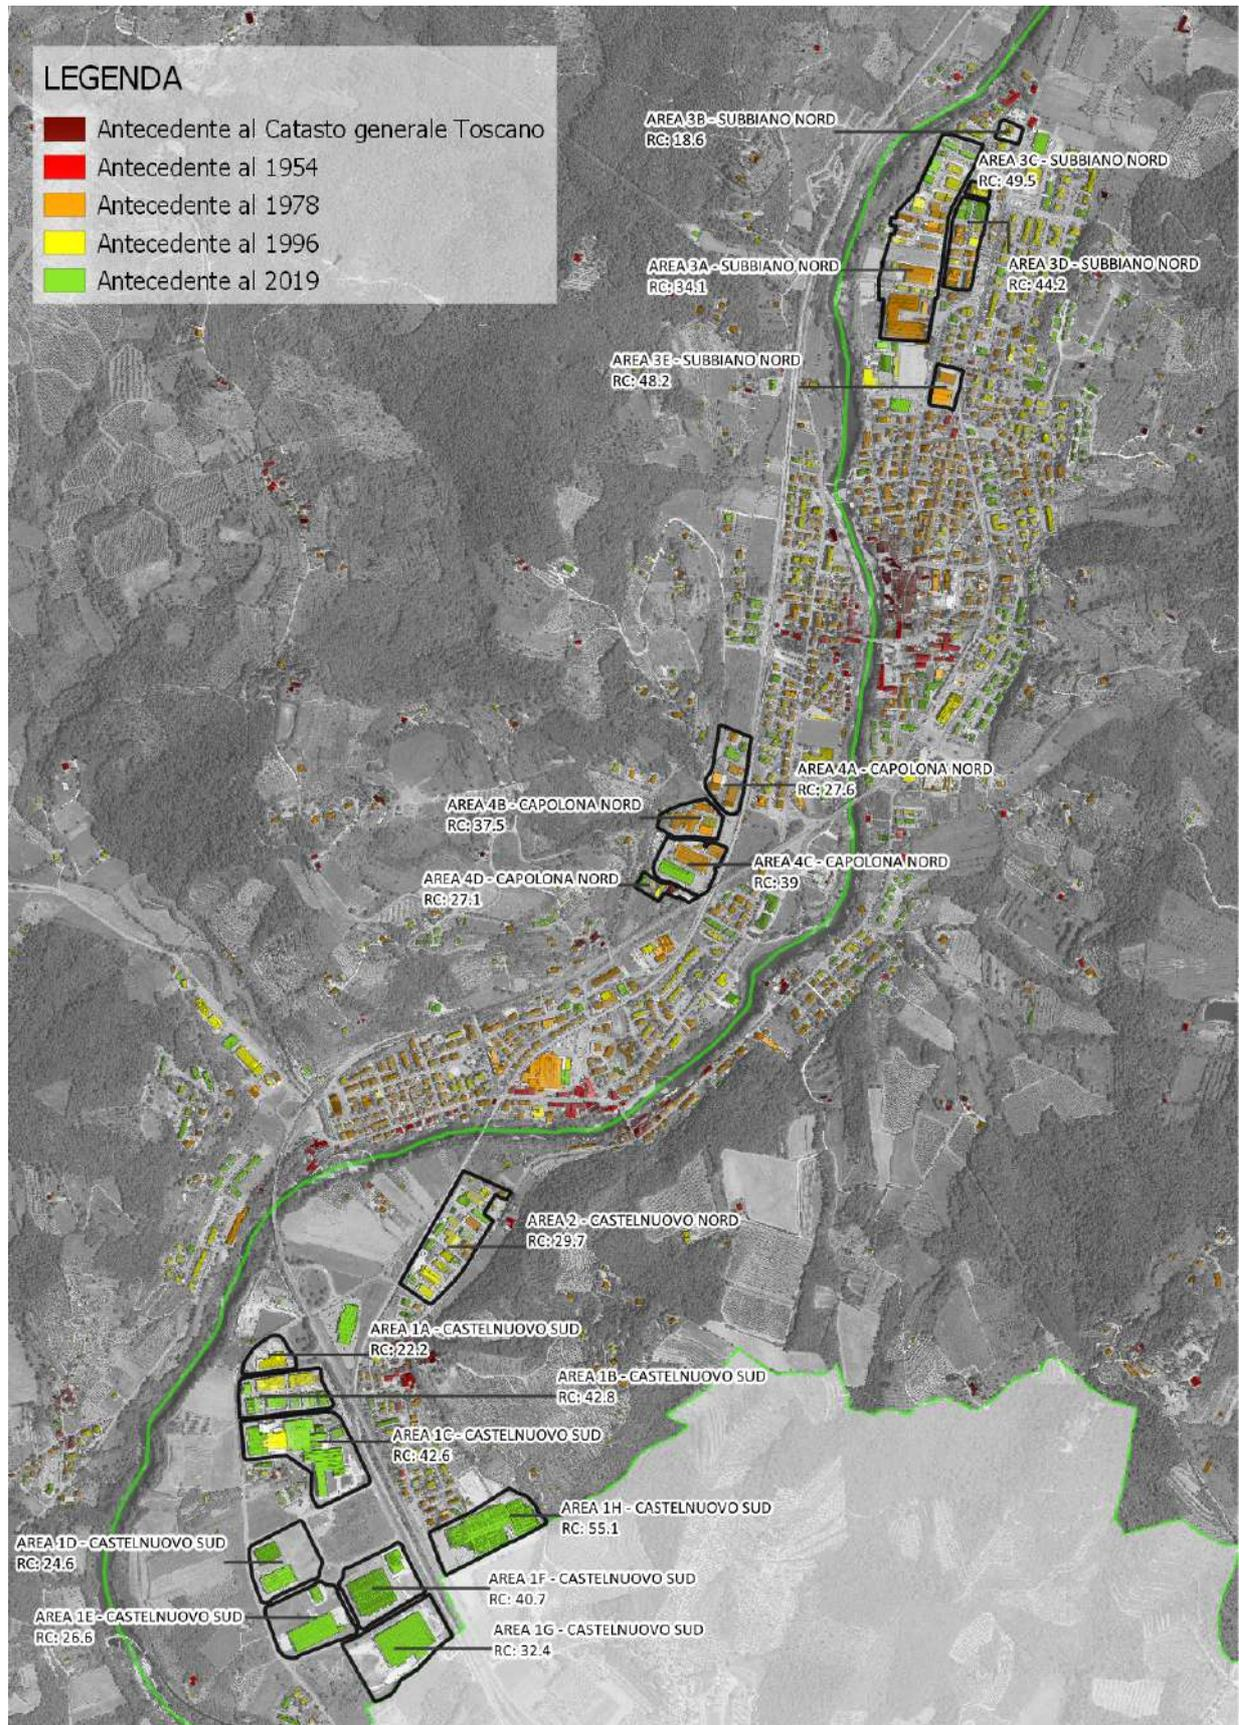 LEGENDA
Antecedente al Catasto generale Toscano
Antecedente al 1954
Antecedente al 1978
Antecedente al 1996
Antecedente al 2019
AREA 3B - SUBBIANO NORD
RC: 18.6
AREA 3C - SUBBIANO NORD
RC: 49.5
AREA 3A - SUBBIANO NORD
RC: 34.1
AREA 3D - SUBBIANO NORD
RC: 44.2
AREA 3E - SUBBIANO NORD
RC: 48.2
AREA 4A - CAPOLONA NORD
RC: 27.6
AREA 4B - CAPOLONA NORD
RC: 37.5
AREA 4C - CAPOLONA NORD
RC: 39
AREA 4D - CAPOLONA NORD
RC: 27.1
AREA 2 - CASTELNUOVO NORD
RC: 29.7
AREA 1A - CASTELNUOVO SUD
RC: 22.2
AREA 1B - CASTELNUOVO SUD
RC: 42.8
AREA 1C - CASTELNUOVO SUD
RC: 42.6
AREA 1H - CASTELNUOVO SUD
RC: 55.1
AREA 1D - CASTELNUOVO SUD
RC: 24.6
AREA 1F - CASTELNUOVO SUD
RC: 40.7
AREA 1E - CASTELNUOVO SUD
RC: 26.6
AREA 1G - CASTELNUOVO SUD
RC: 32.4